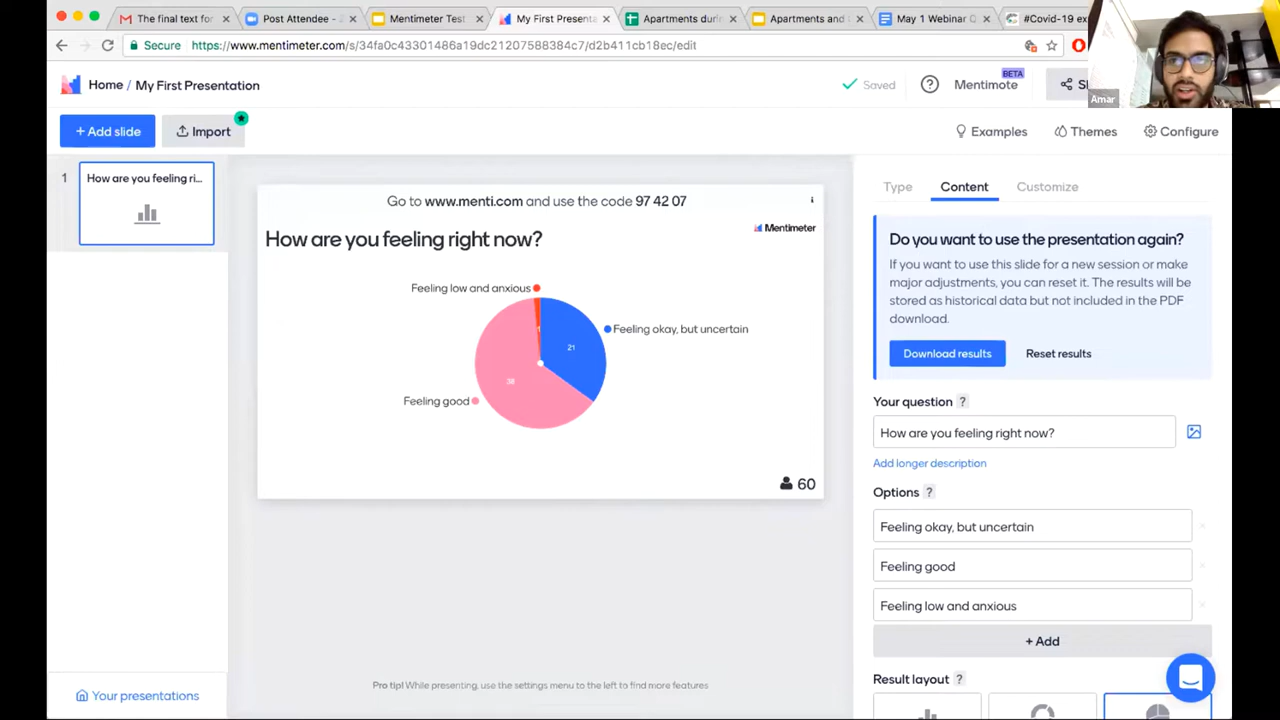 The final text for
Post Attendee - Z
Mentimeter Test
My First Presenta
Apartments durin
Apartments and
May 1 Webinar Q
#Covid-19 ex
Secure
https://www.mentimeter.com/s/34fa0c43301486a19dc21207588384c7/d2b411cb18ec/edit
Amar
Home / My First Presentation
Saved
Mentimote
BETA
+ Add slide
Import
Examples
Themes
Configure
1
How are you feeling ri...
Go to www.menti.com and use the code 97 42 07
Mentimeter
How are you feeling right now?
Feeling low and anxious
1
Feeling okay, but uncertain
21
38
Feeling good
60
Pro tip! While presenting, use the settings menu to the left to find more features
Your presentations
Type
Content
Customize
Do you want to use the presentation again?
If you want to use this slide for a new session or make
major adjustments, you can reset it. The results will be
stored as historical data but not included in the PDF
download.
Download results
Reset results
Your question ?
How are you feeling right now?
Add longer description
Options ?
Feeling okay, but uncertain
Feeling good
Feeling low and anxious
+ Add
Result layout ?